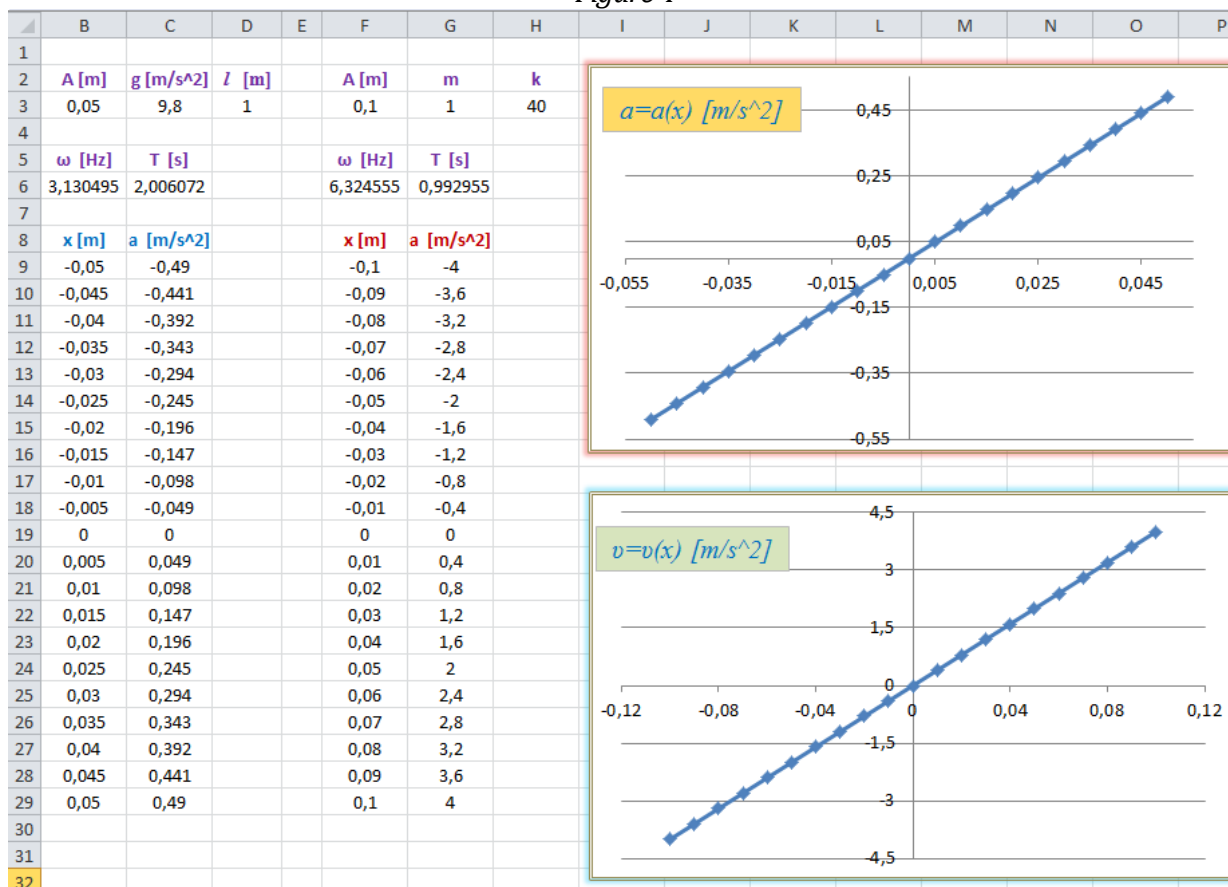 B C D E F G H I J K L M N O P
1
2 A [m] g [m/s^2] l [m] A [m] m k
3 0,05 9,8 1 0,1 1 40
4
5 ω [Hz] T [s] ω [Hz] T [s]
6 3,130495 2,006072 6,324555 0,992955
7
8 x [m] a [m/s^2] x [m] a [m/s^2]
9 -0,05 -0,49 -0,1 -4
10 -0,045 -0,441 -0,09 -3,6
11 -0,04 -0,392 -0,08 -3,2
12 -0,035 -0,343 -0,07 -2,8
13 -0,03 -0,294 -0,06 -2,4
14 -0,025 -0,245 -0,05 -2
15 -0,02 -0,196 -0,04 -1,6
16 -0,015 -0,147 -0,03 -1,2
17 -0,01 -0,098 -0,02 -0,8
18 -0,005 -0,049 -0,01 -0,4
19 0 0 0 0
20 0,005 0,049 0,01 0,4
21 0,01 0,098 0,02 0,8
22 0,015 0,147 0,03 1,2
23 0,02 0,196 0,04 1,6
24 0,025 0,245 0,05 2
25 0,03 0,294 0,06 2,4
26 0,035 0,343 0,07 2,8
27 0,04 0,392 0,08 3,2
28 0,045 0,441 0,09 3,6
29 0,05 0,49 0,1 4
30
31
32
a=a(x) [m/s^2]
0,45
0,25
0,05
-0,055 -0,035 -0,015 0,005 0,025 0,045
-0,15
-0,35
-0,55
4,5
υ=υ(x) [m/s^2]
3
1,5
0
-0,12 -0,08 -0,04 0 0,04 0,08 0,12
-1,5
-3
-4,5